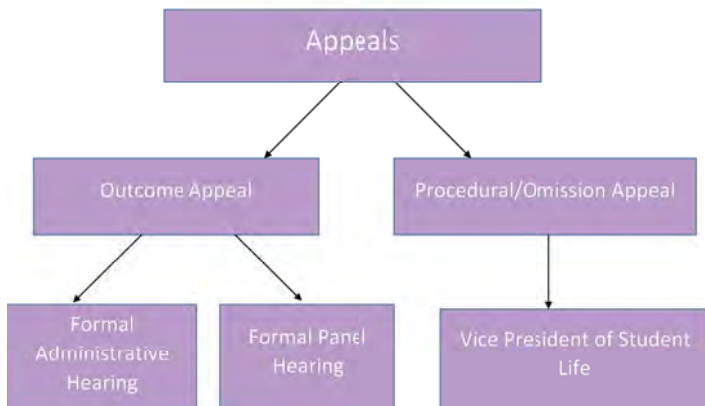 Appeals
Outcome Appeal
Procedural/Omission Appeal
Formal
Administrative
Hearing
Formal Panel
Hearing
Vice President of Student
Life